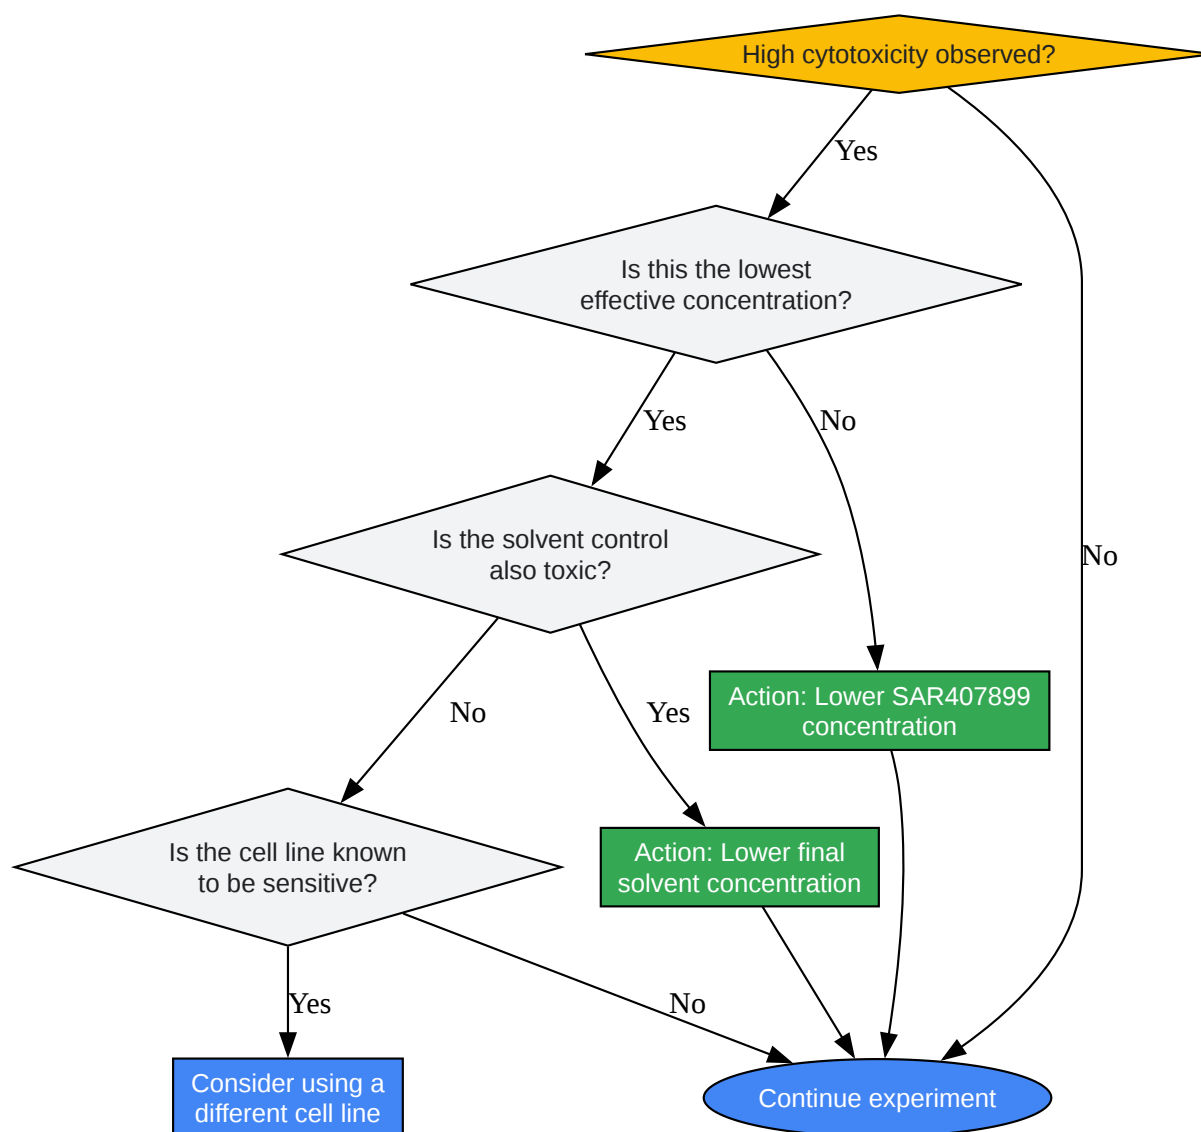 High cytotoxicity observed?
Yes
Is this the lowest
effective concentration?
Yes
No
Is the solvent control
also toxic?
No
No
Yes
Action: Lower SAR407899
concentration
Is the cell line known
to be sensitive?
Action: Lower final
solvent concentration
Yes
No
Consider using a
different cell line
Continue experiment